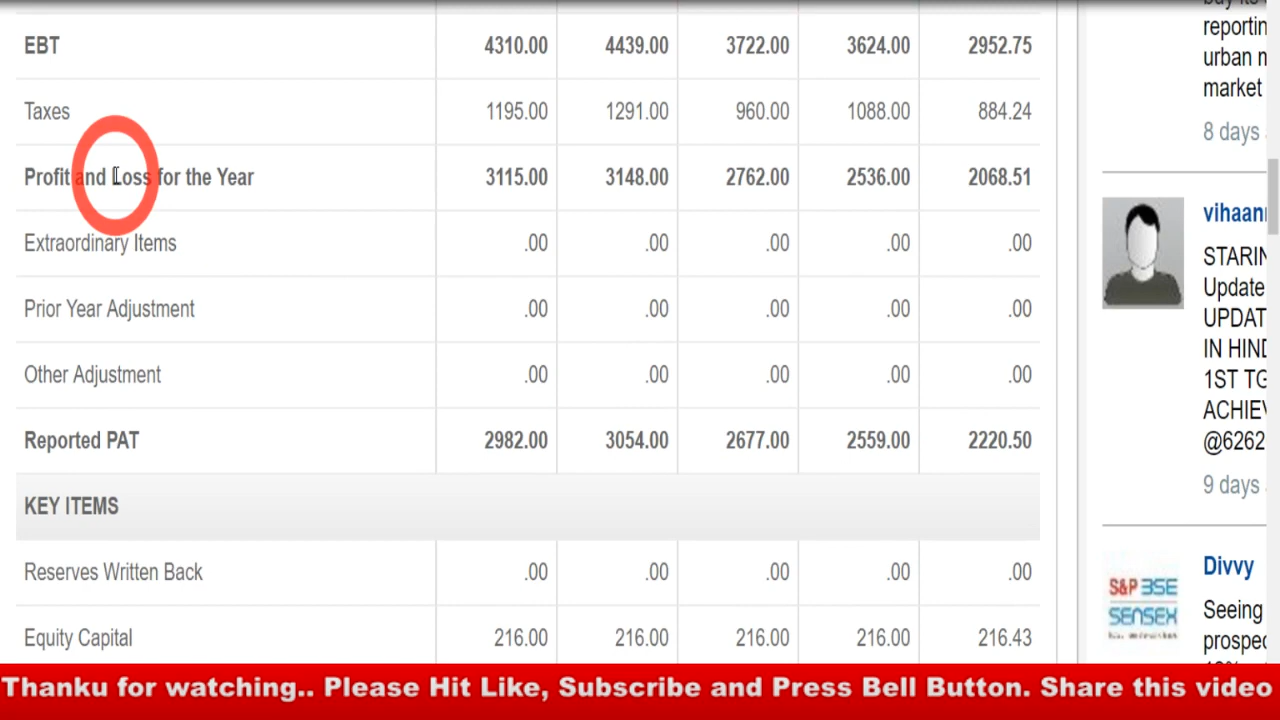 EBT 4310.00 4439.00 3722.00 3624.00 2952.75
Taxes 1195.00 1291.00 960.00 1088.00 884.24
Profit and Loss for the Year 3115.00 3148.00 2762.00 2536.00 2068.51
Extraordinary Items .00 .00 .00 .00 .00
Prior Year Adjustment .00 .00 .00 .00 .00
Other Adjustment .00 .00 .00 .00 .00
Reported PAT 2982.00 3054.00 2677.00 2559.00 2220.50
KEY ITEMS
Reserves Written Back .00 .00 .00 .00 .00
Equity Capital 216.00 216.00 216.00 216.00 216.43
reportin
urban m
market
8 days
vihaan
STARIN
Update
UPDAT
IN HIND
1ST TG
ACHIEV
@6262
9 days
S&P BSE
SENSEX
Divvy
Seeing
prospec
Thanku for watching.. Please Hit Like, Subscribe and Press Bell Button. Share this video